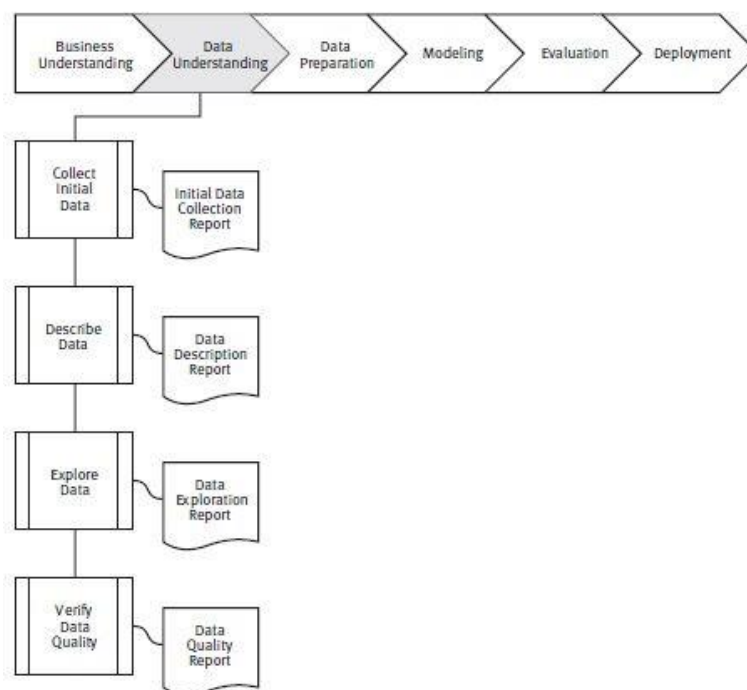 Business
Understanding
Data
Understanding
Data
Preparation
Modeling
Evaluation
Deployment
Collect
Initial
Data
Initial Data
Collection
Report
Describe
Data
Data
Description
Report
Explore
Data
Data
Exploration
Report
Verify
Data
Quality
Data
Quality
Report